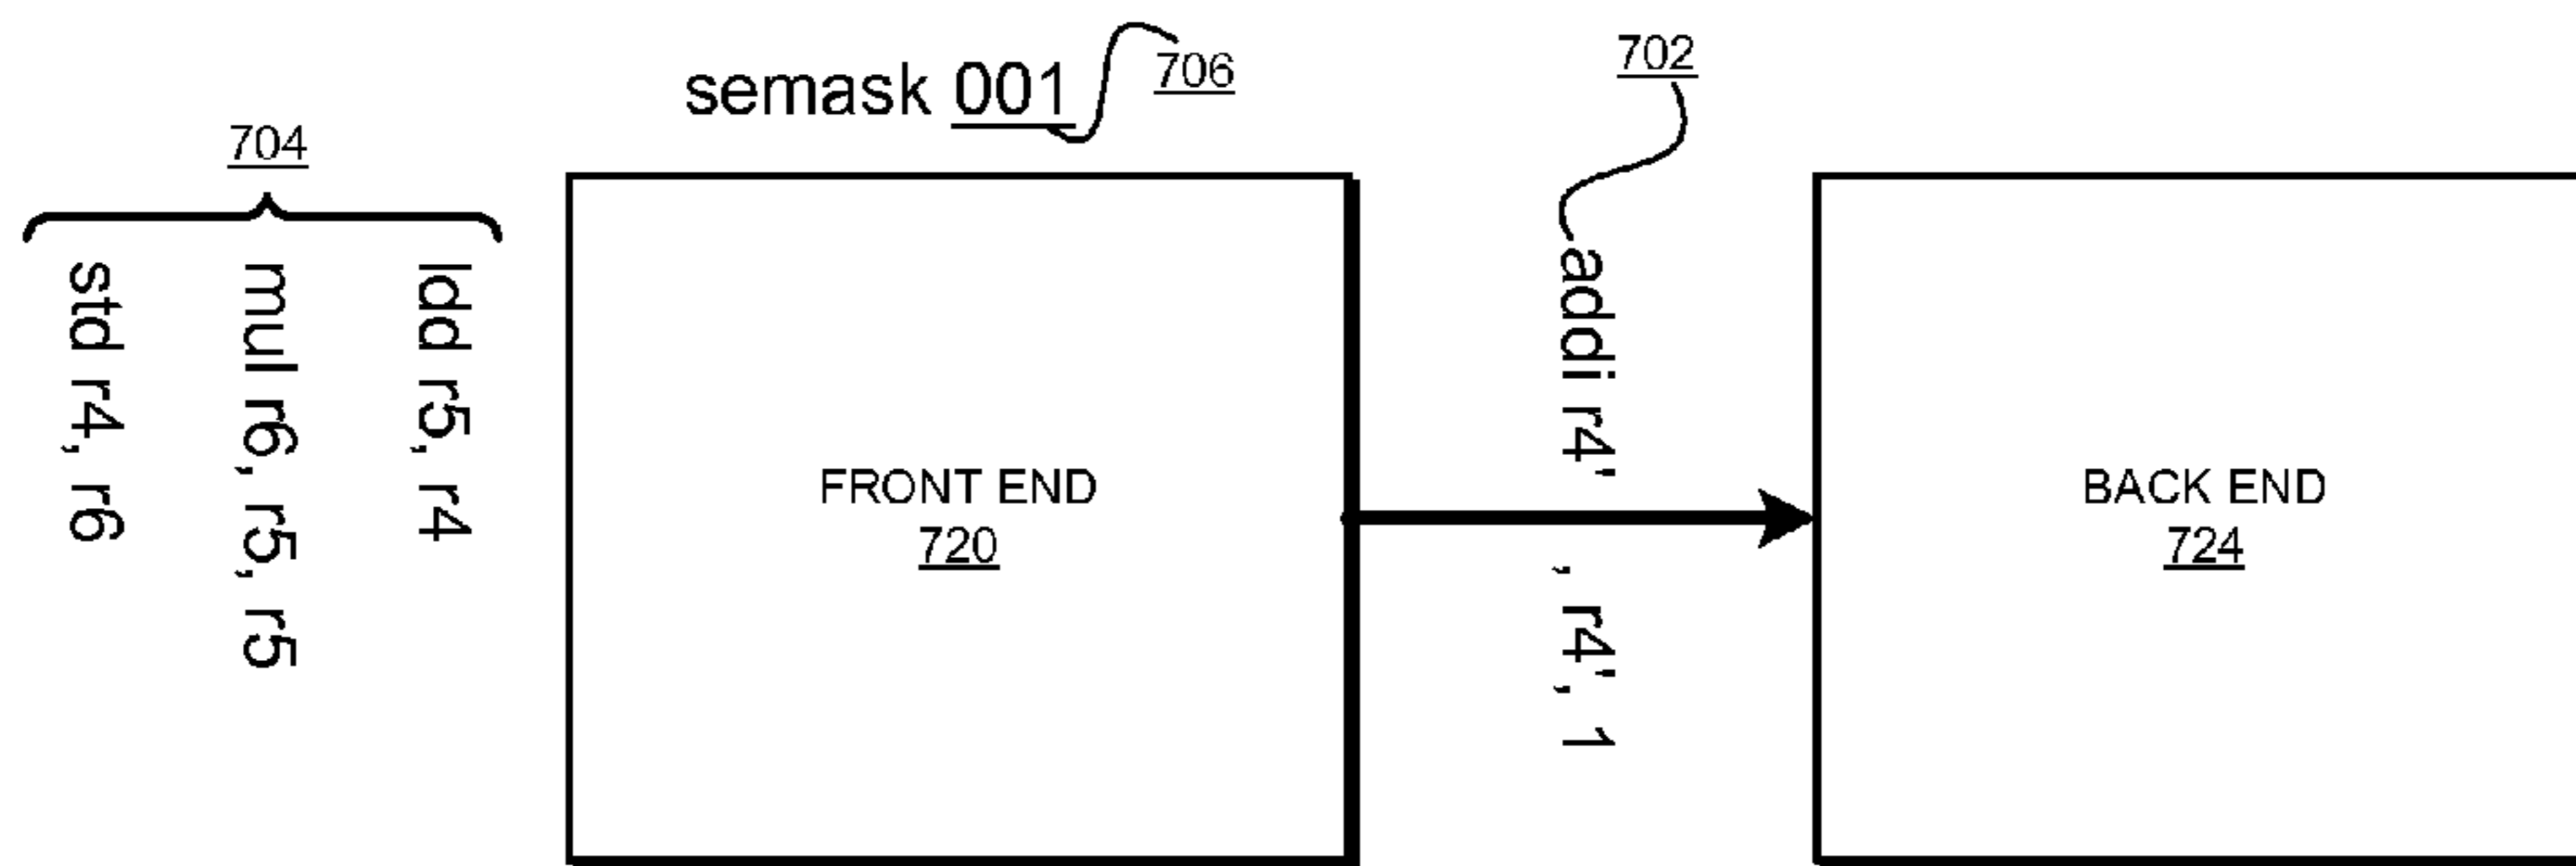 semask 001
706
702
704
std r4, r6
mul r6, r5, r5
ldd r5, r4
FRONT END
720
addi r4', r4', 1
BACK END
724